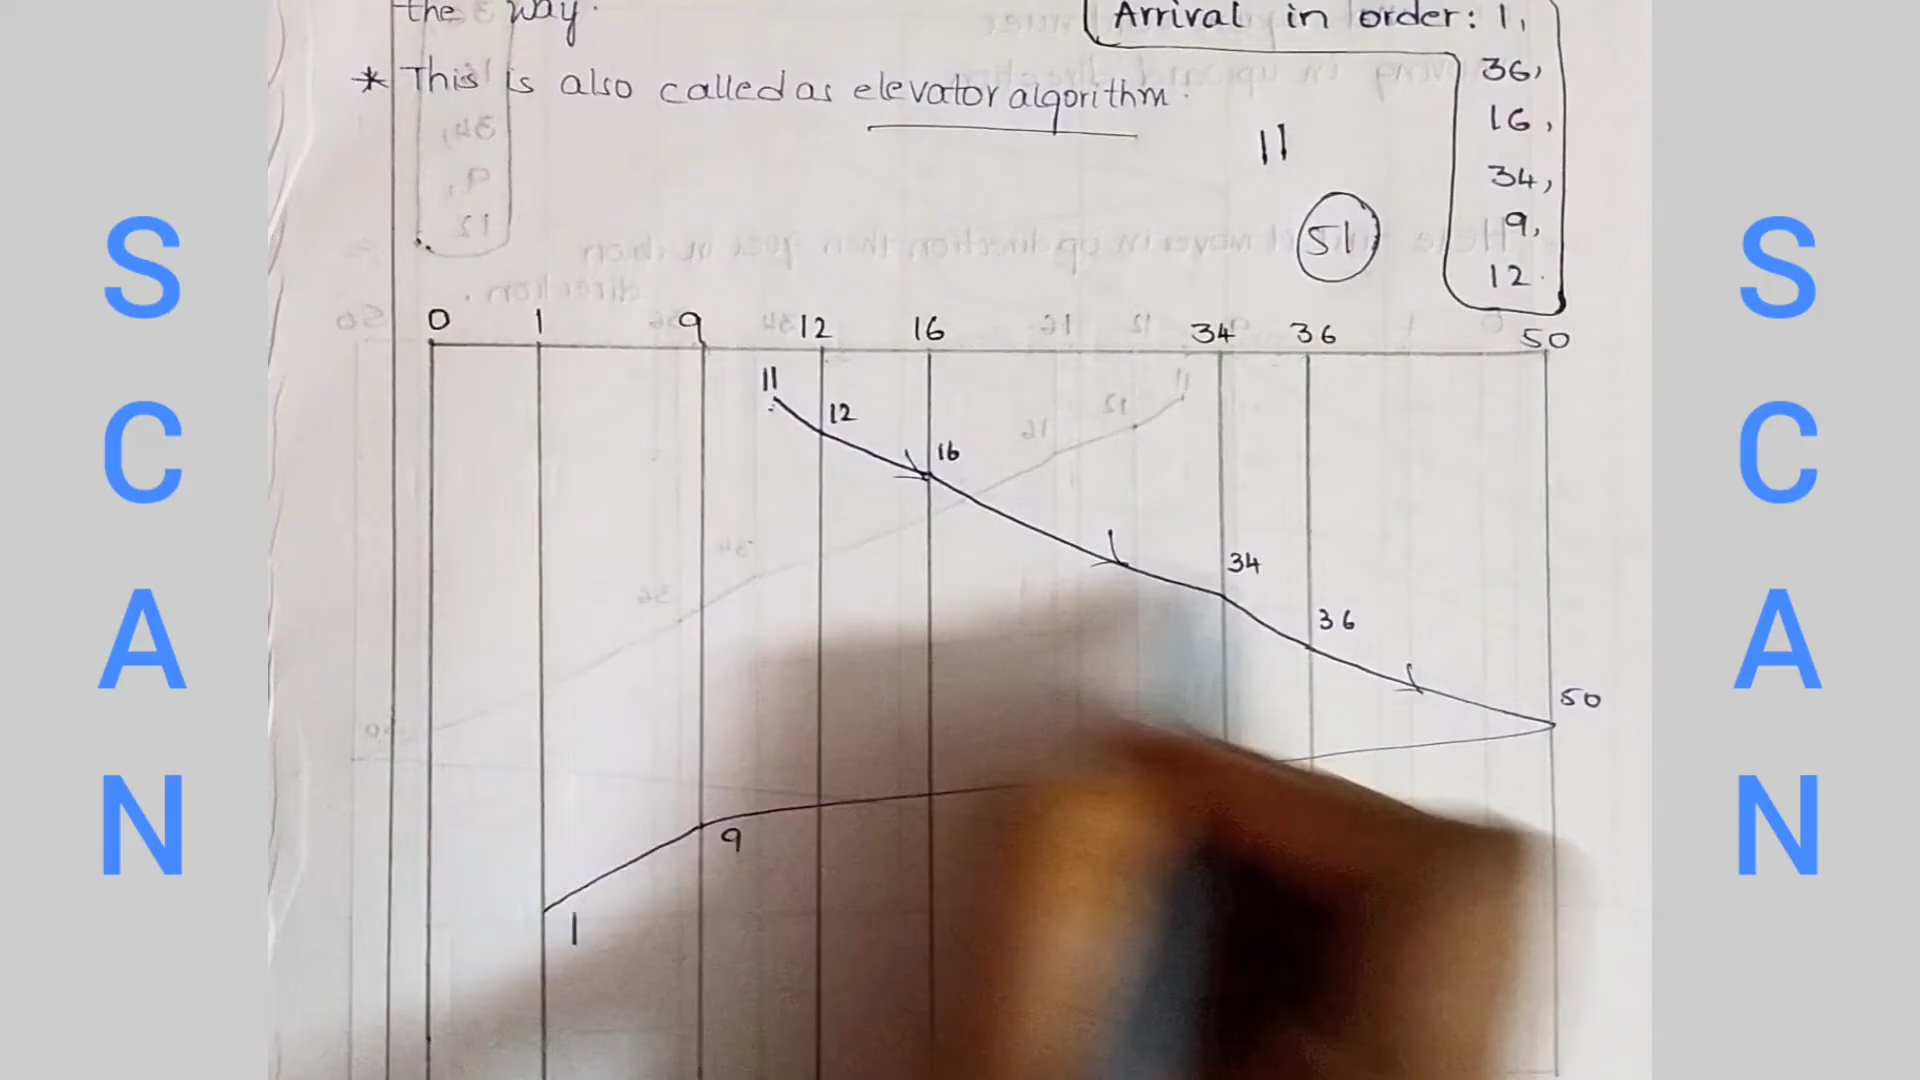 the way.
Arrival in order: 1,
36,
16,
34,
9,
12.
* This is also called as elevator algorithm.
11
51
0 1 9 12 16 34 36 50
11
12
16
34
36
50
9
1
S
C
A
N
S
C
A
N